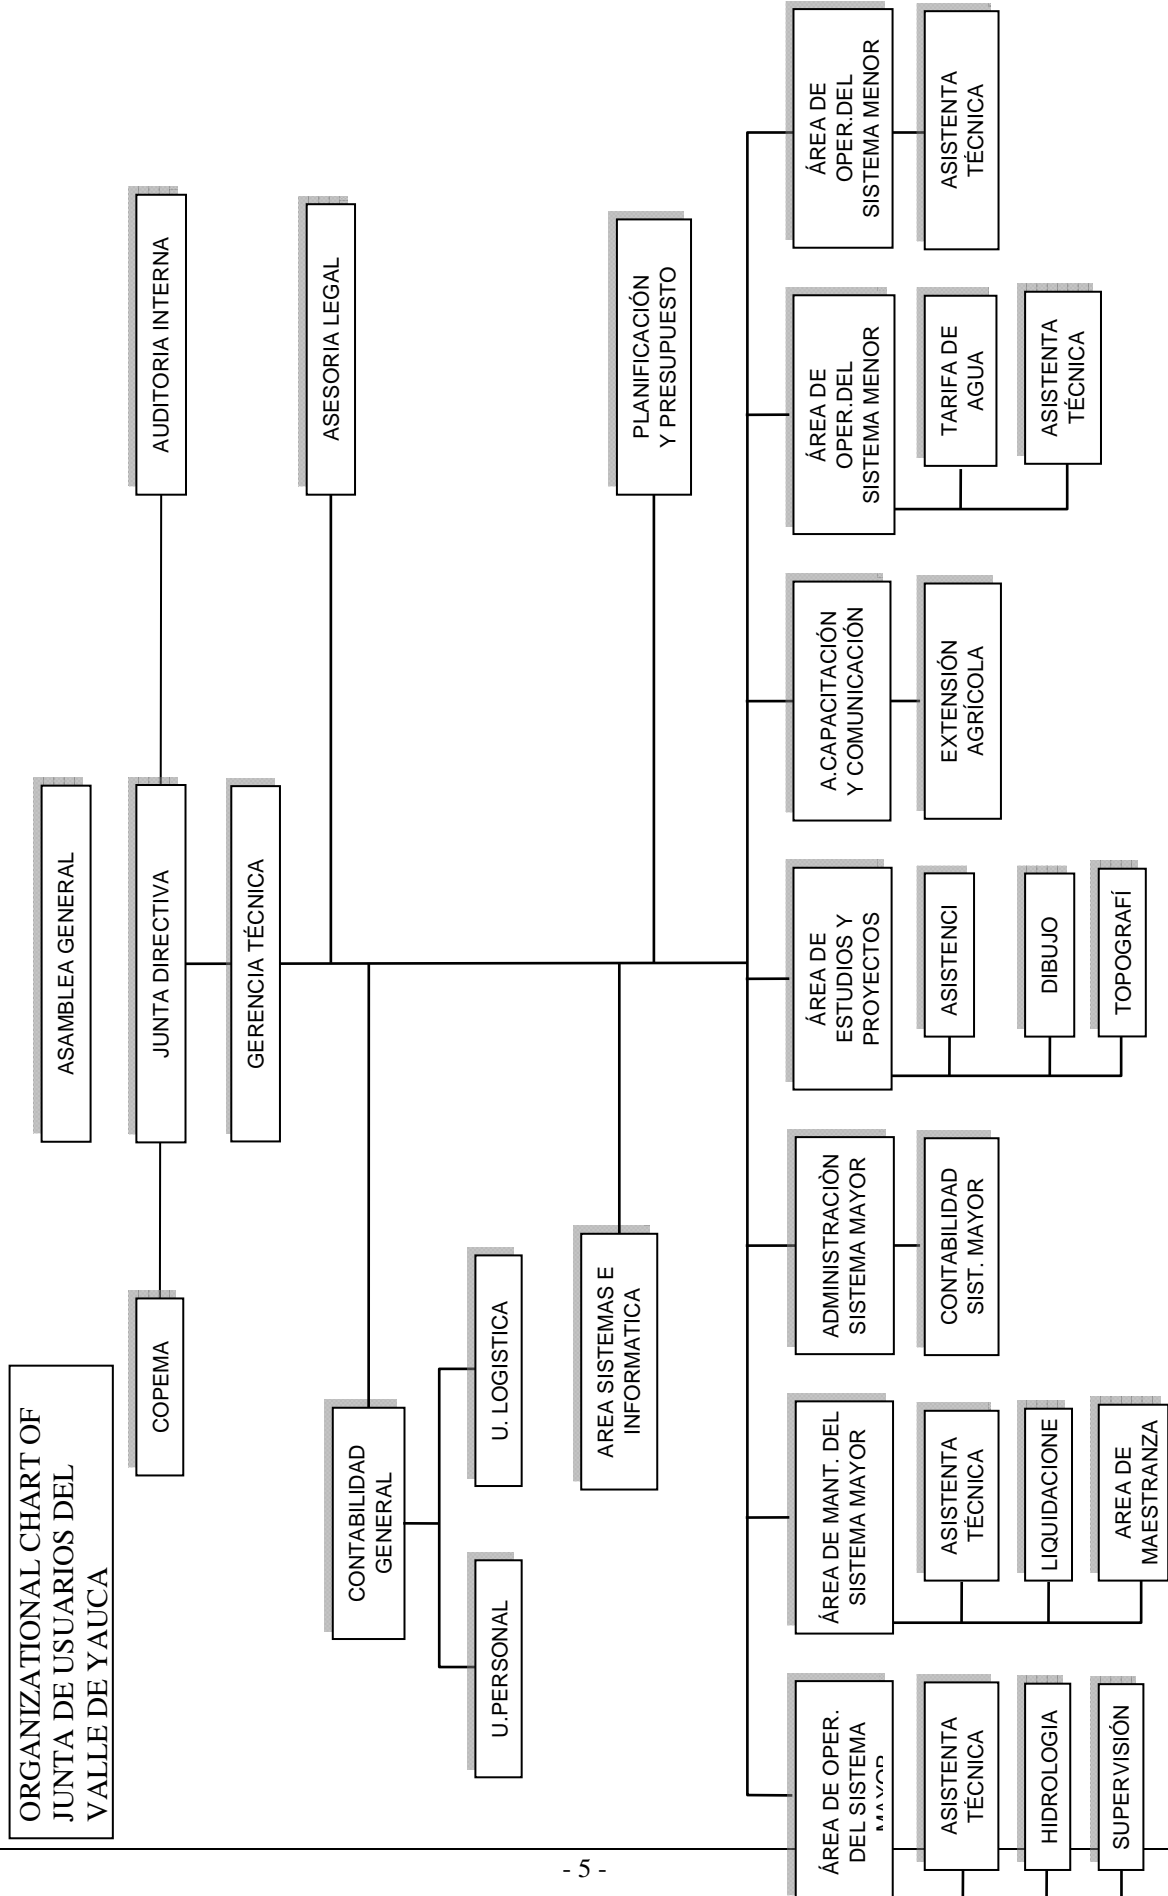 ORGANIZATIONAL CHART OF
JUNTA DE USUARIOS DEL
VALLE DE YAUCA
ASAMBLEA GENERAL
COPEMA
JUNTA DIRECTIVA
AUDITORIA INTERNA
GERENCIA TÉCNICA
ASESORIA LEGAL
CONTABILIDAD
GENERAL
U.PERSONAL
U. LOGISTICA
AREA SISTEMAS E
INFORMATICA
PLANIFICACIÓN
Y PRESUPUESTO
ÁREA DE OPER.
DEL SISTEMA
MAYOR
ASISTENTA
TÉCNICA
HIDROLOGIA
SUPERVISIÓN
ÁREA DE MANT. DEL
SISTEMA MAYOR
ASISTENTA
TÉCNICA
LIQUIDACIONE
AREA DE
MAESTRANZA
ADMINISTRACIÒN
SISTEMA MAYOR
CONTABILIDAD
SIST. MAYOR
ÁREA DE
ESTUDIOS Y
PROYECTOS
ASISTENCI
DIBUJO
TOPOGRAFÍ
A.CAPACITACIÓN
Y COMUNICACIÓN
EXTENSIÓN
AGRÍCOLA
ÁREA DE
OPER.DEL
SISTEMA MENOR
TARIFA DE
AGUA
ASISTENTA
TÉCNICA
ÁREA DE
OPER.DEL
SISTEMA MENOR
ASISTENTA
TÉCNICA
- 5 -